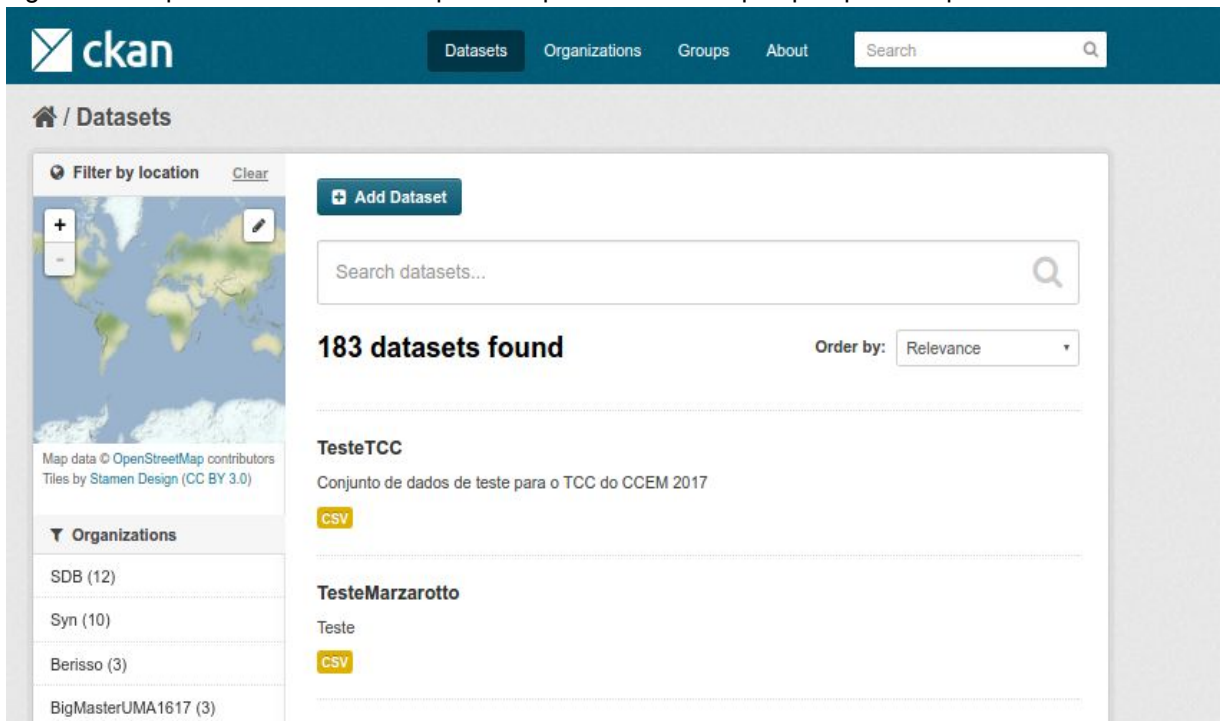 ckan
Datasets Organizations Groups About Search
/ Datasets
Filter by location Clear
+
-
Map data © OpenStreetMap contributors
Tiles by Stamen Design (CC BY 3.0)
Organizations
SDB (12)
Syn (10)
Berisso (3)
BigMasterUMA1617 (3)
Add Dataset
Search datasets...
183 datasets found
Order by: Relevance
TesteTCC
Conjunto de dados de teste para o TCC do CCEM 2017
CSV
TesteMarzarotto
Teste
CSV